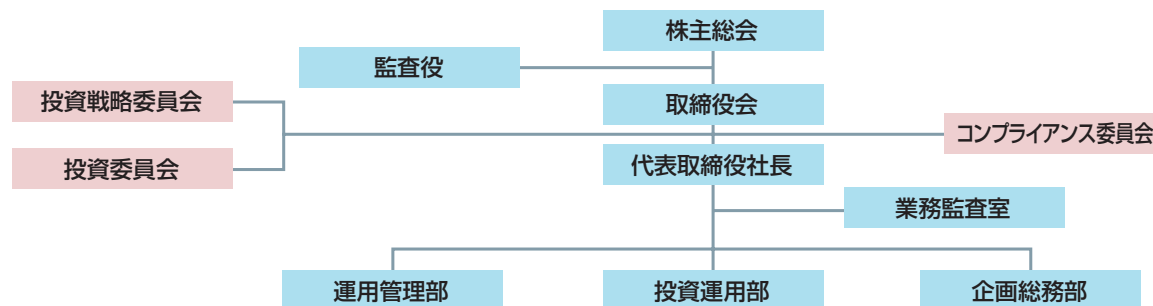 株主総会
監査役
投資戦略委員会
取締役会
コンプライアンス委員会
投資委員会
代表取締役社長
業務監査室
運用管理部
投資運用部
企画総務部